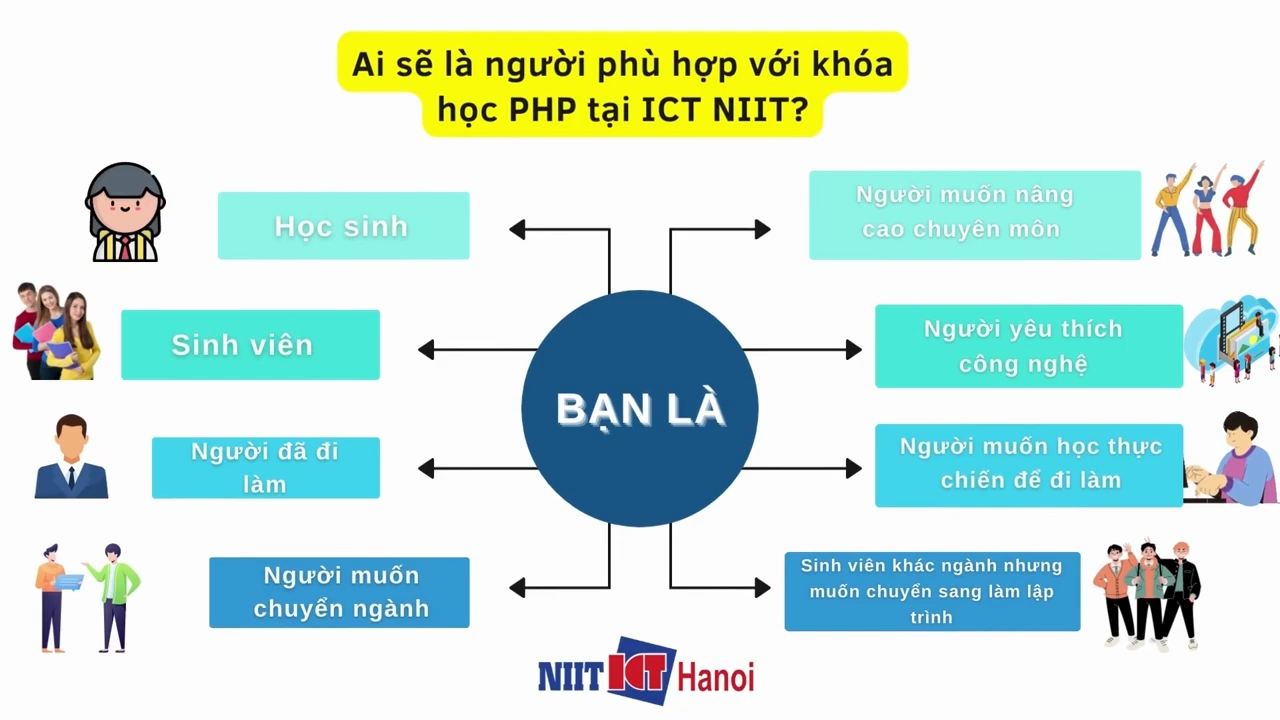 Ai sẽ là người phù hợp với khóa
học PHP tại ICT NIIT?
Học sinh
Sinh viên
Người đã đi
làm
Người muốn
chuyển ngành
BẠN LÀ
Người muốn nâng
cao chuyên môn
Người yêu thích
công nghệ
Người muốn học thực
chiến để đi làm
Sinh viên khác ngành nhưng
muốn chuyển sang làm lập
trình
NIIT ICT Hanoi